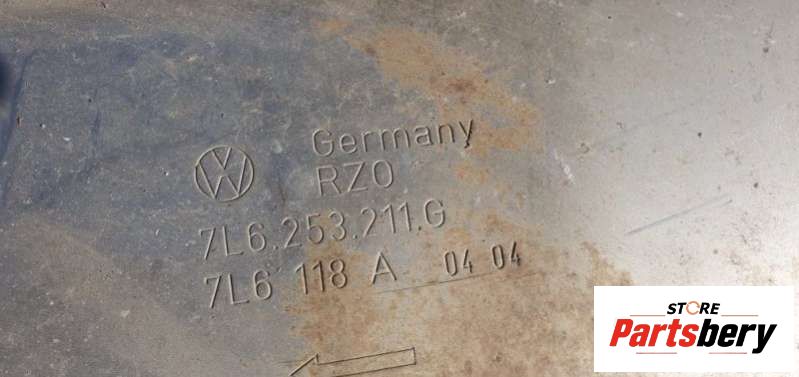 Germany
RZO
7L6.253.211.G
7L6 118 A 04 04
STORE
Partsbery